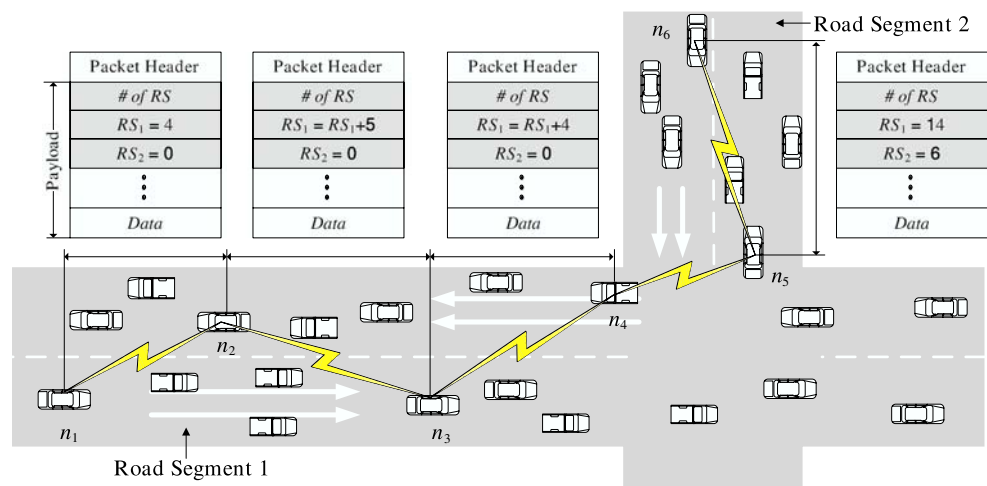 n6
Road Segment 2
Packet Header
# of RS
RS1 = 4
RS2 = 0
Data
Payload
Packet Header
# of RS
RS1 = RS1+5
RS2 = 0
Data
Packet Header
# of RS
RS1 = RS1+4
RS2 = 0
Data
Packet Header
# of RS
RS1 = 14
RS2 = 6
Data
n5
n4
n2
n1
n3
Road Segment 1